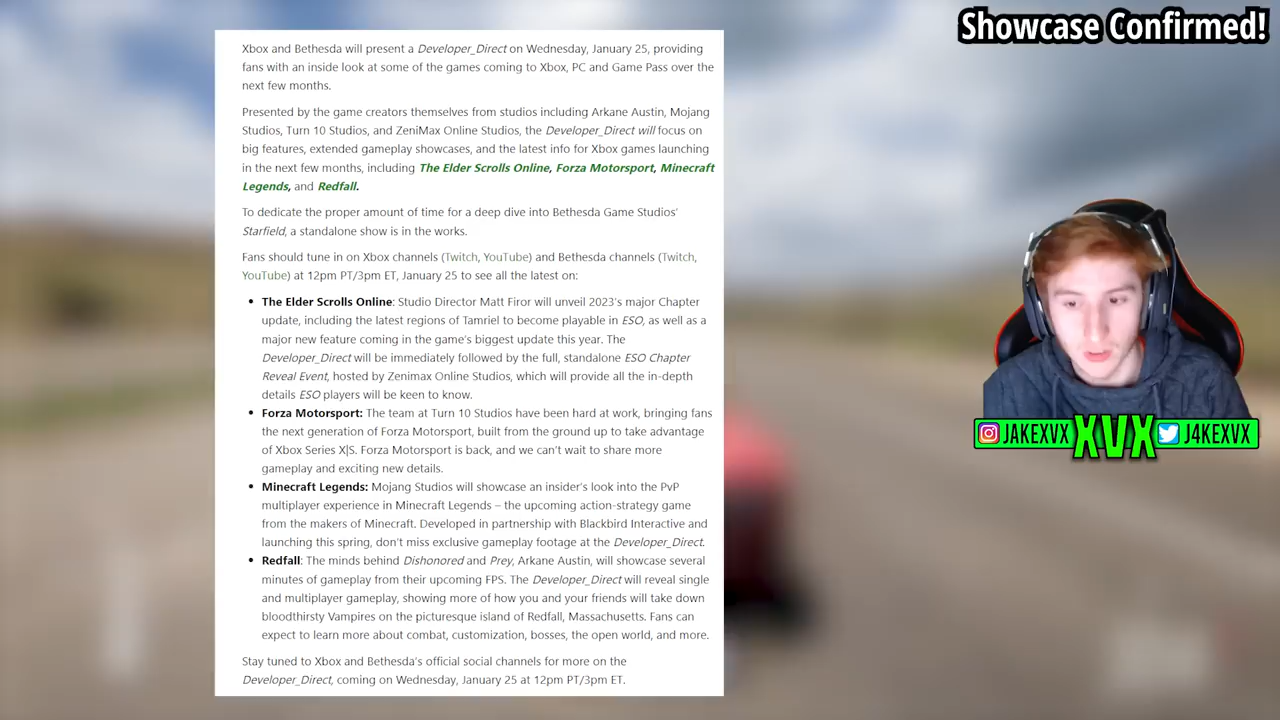 Showcase Confirmed!
Xbox and Bethesda will present a Developer_Direct on Wednesday, January 25, providing
fans with an inside look at some of the games coming to Xbox, PC and Game Pass over the
next few months.
Presented by the game creators themselves from studios including Arkane Austin, Mojang
Studios, Turn 10 Studios, and ZeniMax Online Studios, the Developer_Direct will focus on
big features, extended gameplay showcases, and the latest info for Xbox games launching
in the next few months, including The Elder Scrolls Online, Forza Motorsport, Minecraft
Legends, and Redfall.
To dedicate the proper amount of time for a deep dive into Bethesda Game Studios’
Starfield, a standalone show is in the works.
Fans should tune in on Xbox channels (Twitch, YouTube) and Bethesda channels (Twitch,
YouTube) at 12pm PT/3pm ET, January 25 to see all the latest on:
• The Elder Scrolls Online: Studio Director Matt Firor will unveil 2023’s major Chapter
update, including the latest regions of Tamriel to become playable in ESO, as well as a
major new feature coming in the game’s biggest update this year. The
Developer_Direct will be immediately followed by the full, standalone ESO Chapter
Reveal Event, hosted by Zenimax Online Studios, which will provide all the in-depth
details ESO players will be keen to know.
• Forza Motorsport: The team at Turn 10 Studios have been hard at work, bringing fans
the next generation of Forza Motorsport, built from the ground up to take advantage
of Xbox Series X|S. Forza Motorsport is back, and we can’t wait to share more
gameplay and exciting new details.
• Minecraft Legends: Mojang Studios will showcase an insider’s look into the PvP
multiplayer experience in Minecraft Legends – the upcoming action-strategy game
from the makers of Minecraft. Developed in partnership with Blackbird Interactive and
launching this spring, don’t miss exclusive gameplay footage at the Developer_Direct.
• Redfall: The minds behind Dishonored and Prey, Arkane Austin, will showcase several
minutes of gameplay from their upcoming FPS. The Developer_Direct will reveal single
and multiplayer gameplay, showing more of how you and your friends will take down
bloodthirsty Vampires on the picturesque island of Redfall, Massachusetts. Fans can
expect to learn more about combat, customization, bosses, the open world, and more.
Stay tuned to Xbox and Bethesda’s official social channels for more on the
Developer_Direct, coming on Wednesday, January 25 at 12pm PT/3pm ET.
JAKEXVX XVX J4KEXVX